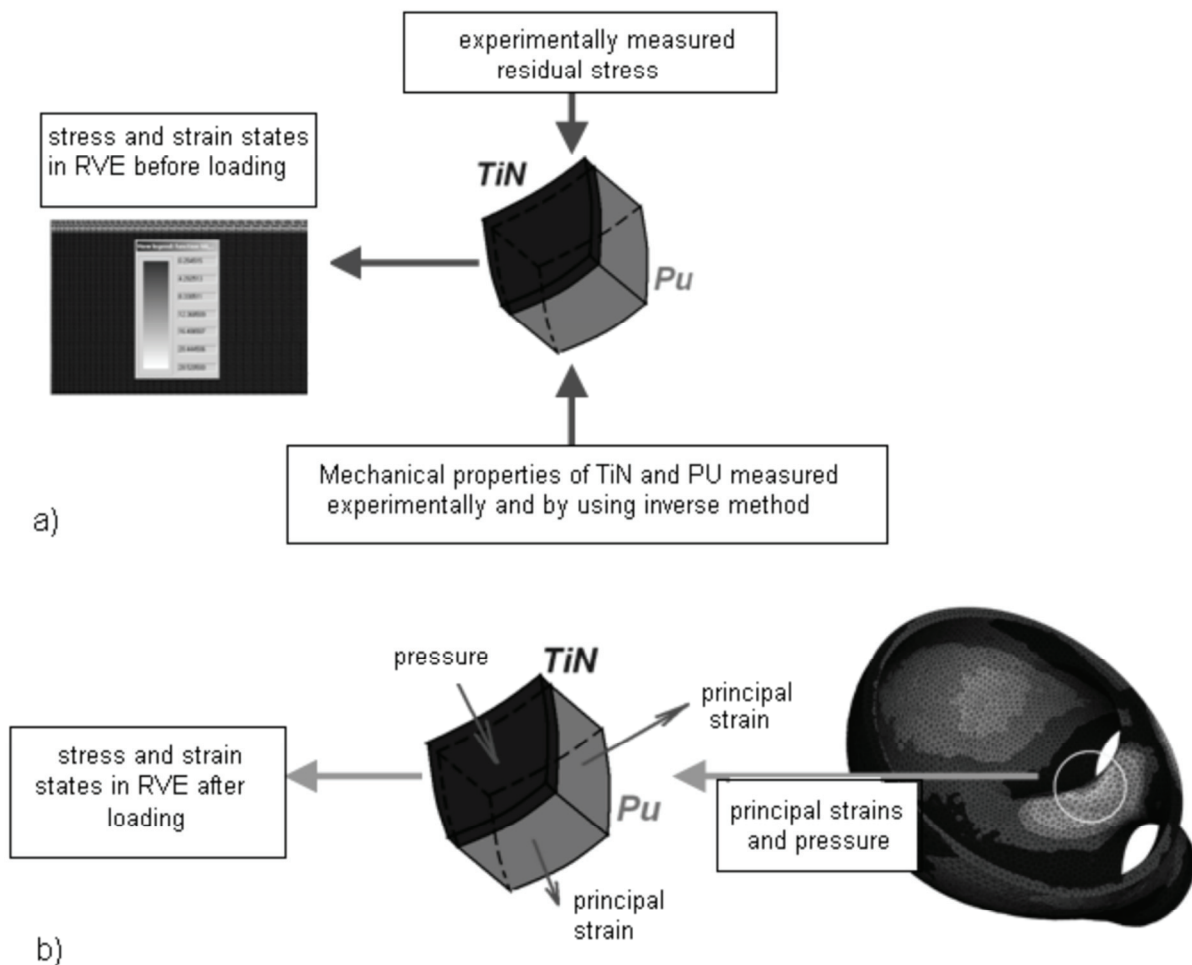 experimentally measured
residual stress
stress and strain states
in RVE before loading
TiN
Pu
Mechanical properties of TiN and PU measured
experimentally and by using inverse method
a)
pressure
TiN
principal
strain
stress and strain
states in RVE after
loading
Pu
principal strains
and pressure
principal
strain
b)